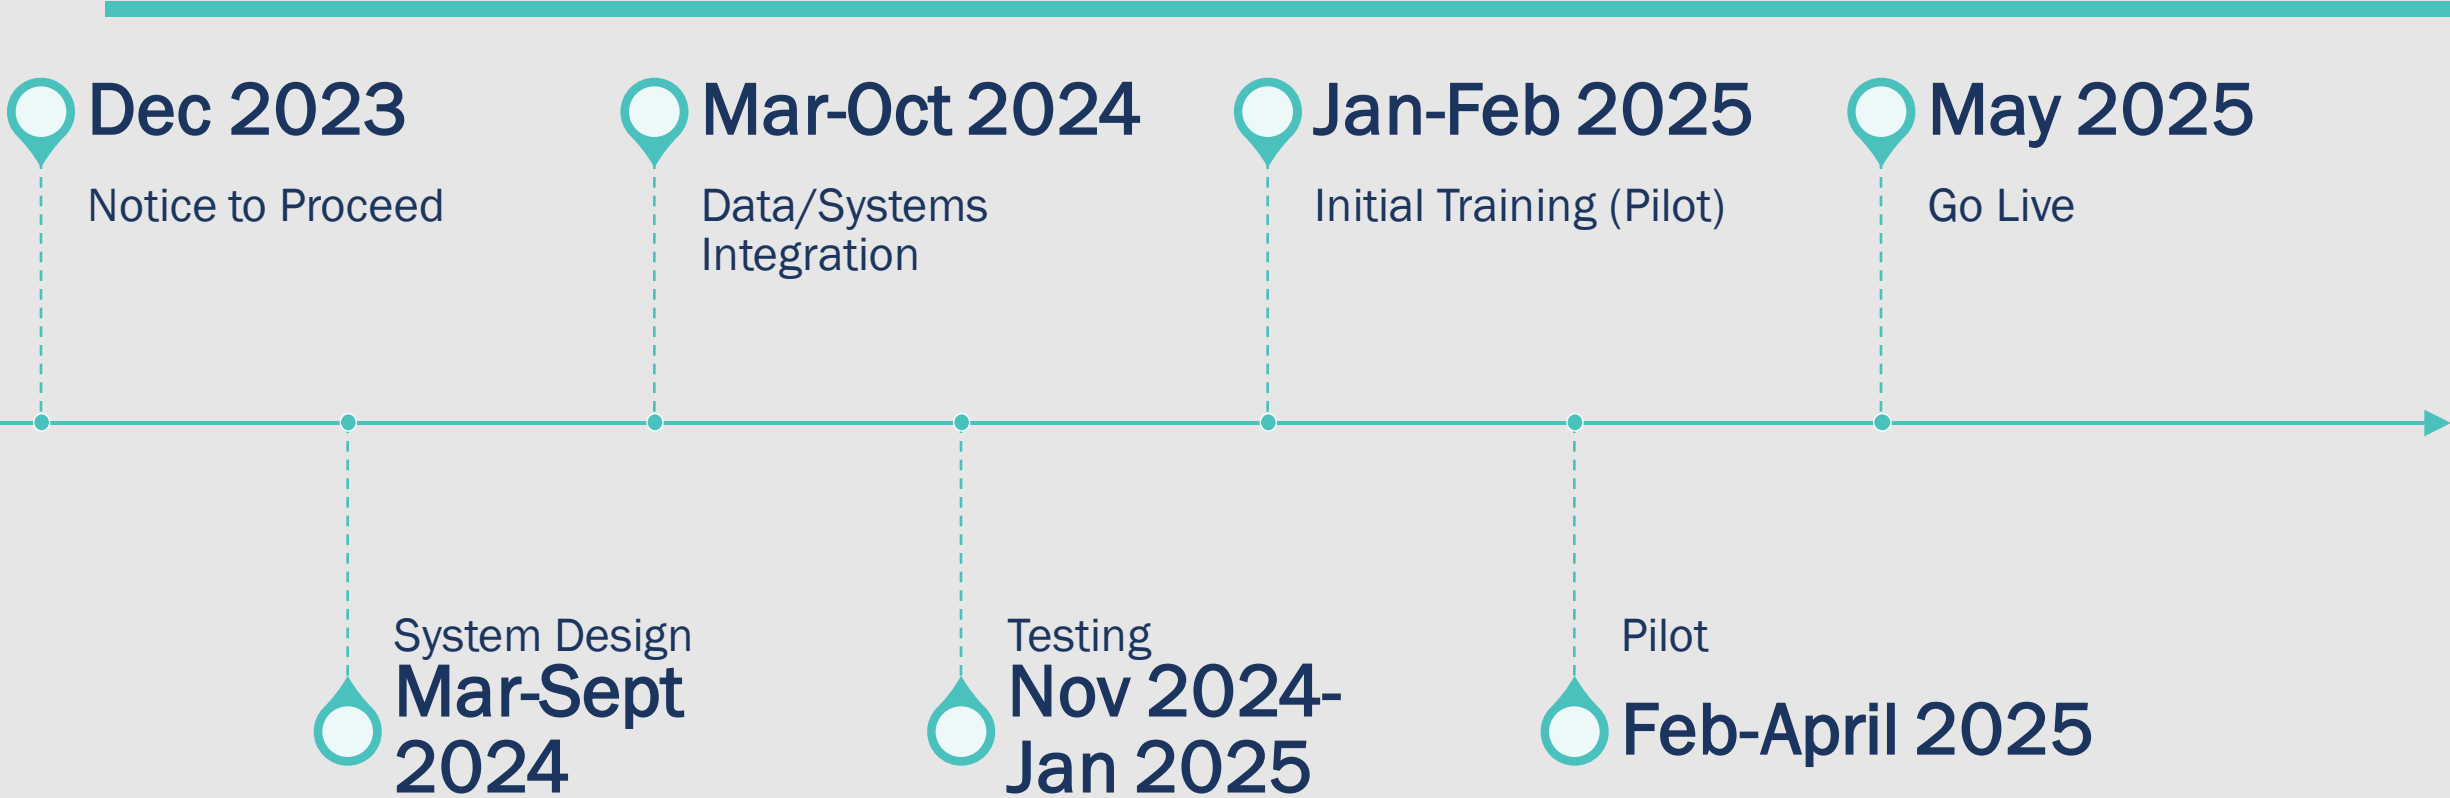 Dec 2023
Notice to Proceed
Mar-Oct 2024
Data/Systems
Integration
Jan-Feb 2025
Initial Training (Pilot)
May 2025
Go Live
System Design
Mar-Sept
2024
Testing
Nov 2024-
Jan 2025
Pilot
Feb-April 2025